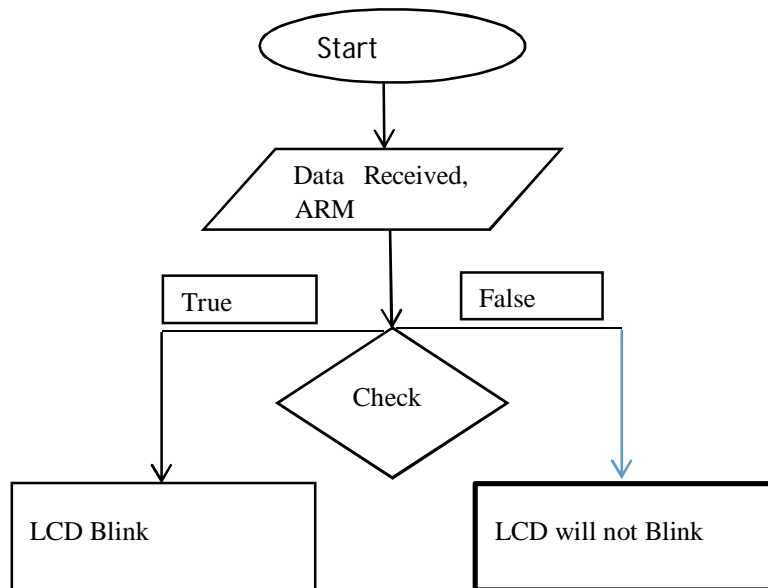 Start
Data Received,
ARM
True
False
Check
LCD Blink
LCD will not Blink